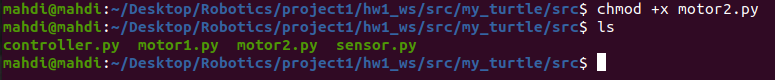 mahdi@mahdi:~/Desktop/Robotics/project1/hw1_ws/src/my_turtle/src$ chmod +x motor2.py
mahdi@mahdi:~/Desktop/Robotics/project1/hw1_ws/src/my_turtle/src$ ls
controller.py  motor1.py  motor2.py  sensor.py
mahdi@mahdi:~/Desktop/Robotics/project1/hw1_ws/src/my_turtle/src$